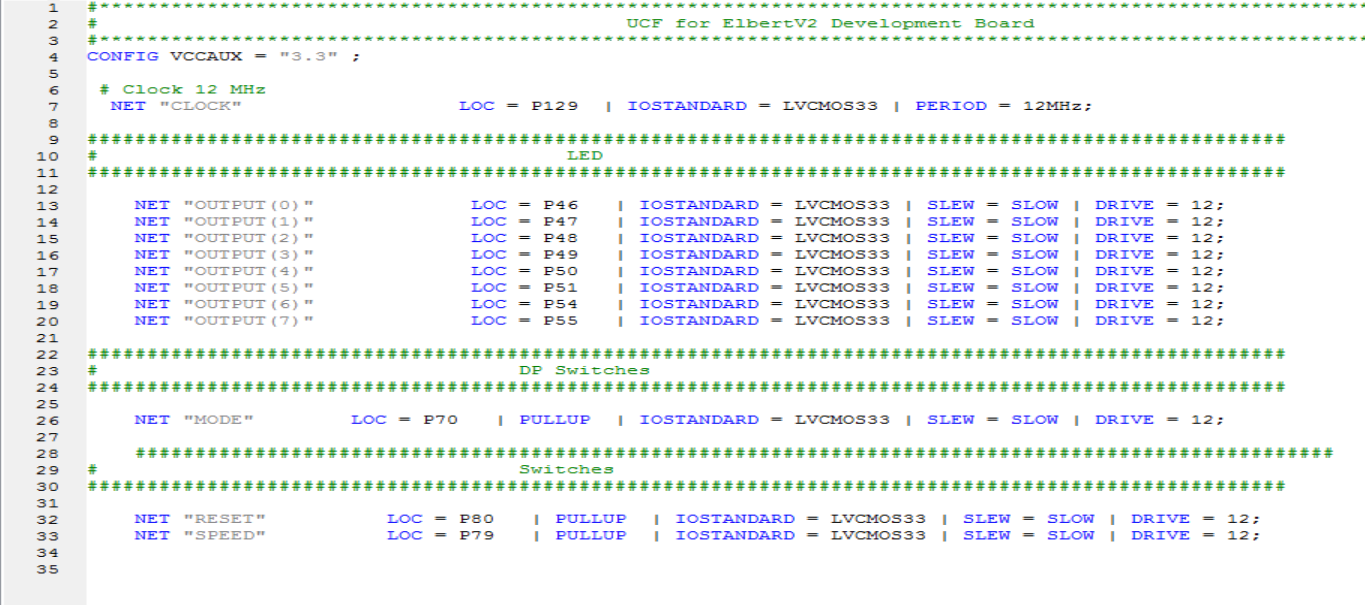 1 #******************************************************************************************************
2 # UCF for ElbertV2 Development Board
3 #******************************************************************************************************
4 CONFIG VCCAUX = "3.3" ;
5
6 # Clock 12 MHz
7 NET "CLOCK" LOC = P129 | IOSTANDARD = LVCMOS33 | PERIOD = 12MHz;
8
9 ####################################################################################################
10 # LED
11 ####################################################################################################
12
13 NET "OUTPUT(0)" LOC = P46 | IOSTANDARD = LVCMOS33 | SLEW = SLOW | DRIVE = 12;
14 NET "OUTPUT(1)" LOC = P47 | IOSTANDARD = LVCMOS33 | SLEW = SLOW | DRIVE = 12;
15 NET "OUTPUT(2)" LOC = P48 | IOSTANDARD = LVCMOS33 | SLEW = SLOW | DRIVE = 12;
16 NET "OUTPUT(3)" LOC = P49 | IOSTANDARD = LVCMOS33 | SLEW = SLOW | DRIVE = 12;
17 NET "OUTPUT(4)" LOC = P50 | IOSTANDARD = LVCMOS33 | SLEW = SLOW | DRIVE = 12;
18 NET "OUTPUT(5)" LOC = P51 | IOSTANDARD = LVCMOS33 | SLEW = SLOW | DRIVE = 12;
19 NET "OUTPUT(6)" LOC = P54 | IOSTANDARD = LVCMOS33 | SLEW = SLOW | DRIVE = 12;
20 NET "OUTPUT(7)" LOC = P55 | IOSTANDARD = LVCMOS33 | SLEW = SLOW | DRIVE = 12;
21
22 ####################################################################################################
23 # DP Switches
24 ####################################################################################################
25
26 NET "MODE" LOC = P70 | PULLUP | IOSTANDARD = LVCMOS33 | SLEW = SLOW | DRIVE = 12;
27
28 ####################################################################################################
29 # Switches
30 ####################################################################################################
31
32 NET "RESET" LOC = P80 | PULLUP | IOSTANDARD = LVCMOS33 | SLEW = SLOW | DRIVE = 12;
33 NET "SPEED" LOC = P79 | PULLUP | IOSTANDARD = LVCMOS33 | SLEW = SLOW | DRIVE = 12;
34
35